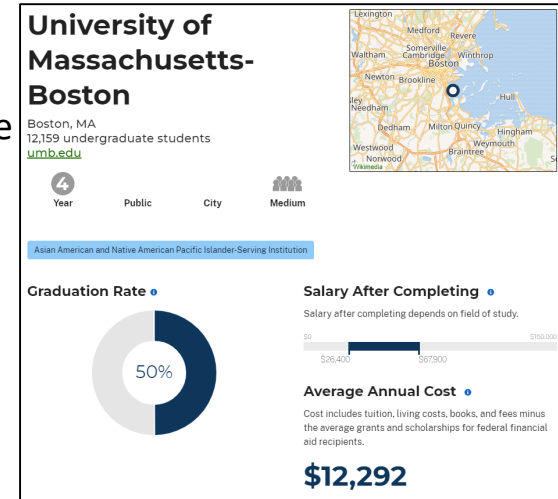 University of
Massachusetts-
Boston
Boston, MA
12,159 undergraduate students
umb.edu
4
Year
Public
City
Medium
Asian American and Native American Pacific Islander-Serving Institution
Lexington
Medford
Revere
Somerville
Waltham
Cambridge
Winthrop
Boston
Newton
Brookline
Needham
Hull
Dedham
Milton
Quincy
Hingham
Westwood
Weymouth
Norwood
Braintree
Wikimedia
Graduation Rate
50%
Salary After Completing
Salary after completing depends on field of study.
$0
$150,000
$26,400
$67,900
Average Annual Cost
Cost includes tuition, living costs, books, and fees minus
the average grants and scholarships for federal financial
aid recipients.
$12,292
e